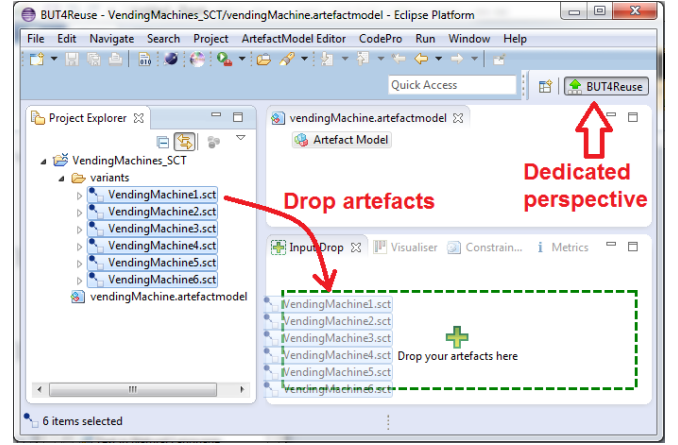 BUT4Reuse - VendingMachines_SCT/vendingMachine.artefactmodel - Eclipse Platform
File Edit Navigate Search Project ArtefactModel Editor CodePro Run Window Help
Quick Access
BUT4Reuse
Project Explorer
VendingMachines_SCT
variants
VendingMachine1.sct
VendingMachine2.sct
VendingMachine3.sct
VendingMachine4.sct
VendingMachine5.sct
VendingMachine6.sct
vendingMachine.artefactmodel
vendingMachine.artefactmodel
Artefact Model
Dedicated
perspective
Drop artefacts
Input Drop Visualiser Constrain... Metrics
VendingMachine1.sct
VendingMachine2.sct
VendingMachine3.sct
VendingMachine4.sct
VendingMachine5.sct
VendingMachine6.sct
Drop your artefacts here
6 items selected